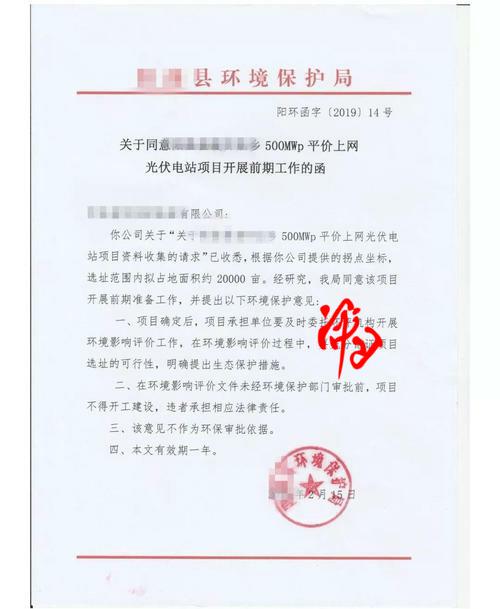 县环境保护局
阳环函字〔2019〕14号
关于同意 乡 500MWp 平价上网
光伏电站项目开展前期工作的函
有限公司：
你公司关于“关于 500MWp 平价上网光伏电
站项目资料收集的请求”已收悉，根据你公司提供的拐点坐标，
选址范围内拟占地面积约 20000 亩。经研究，我局同意该项目
开展前期准备工作，并提出以下环境保护意见：
一、项目确定后，项目承担单位要及时委托 机构开展
环境影响评价工作，在环境影响评价过程中， 证项目
选址的可行性，明确提出生态保护措施。
二、在环境影响评价文件未经环境保护部门审批前，项目
不得开工建设，违者承担相应法律责任。
三、该意见不作为环保审批依据。
四、本文有效期一年。
环境保护局
年2月15日